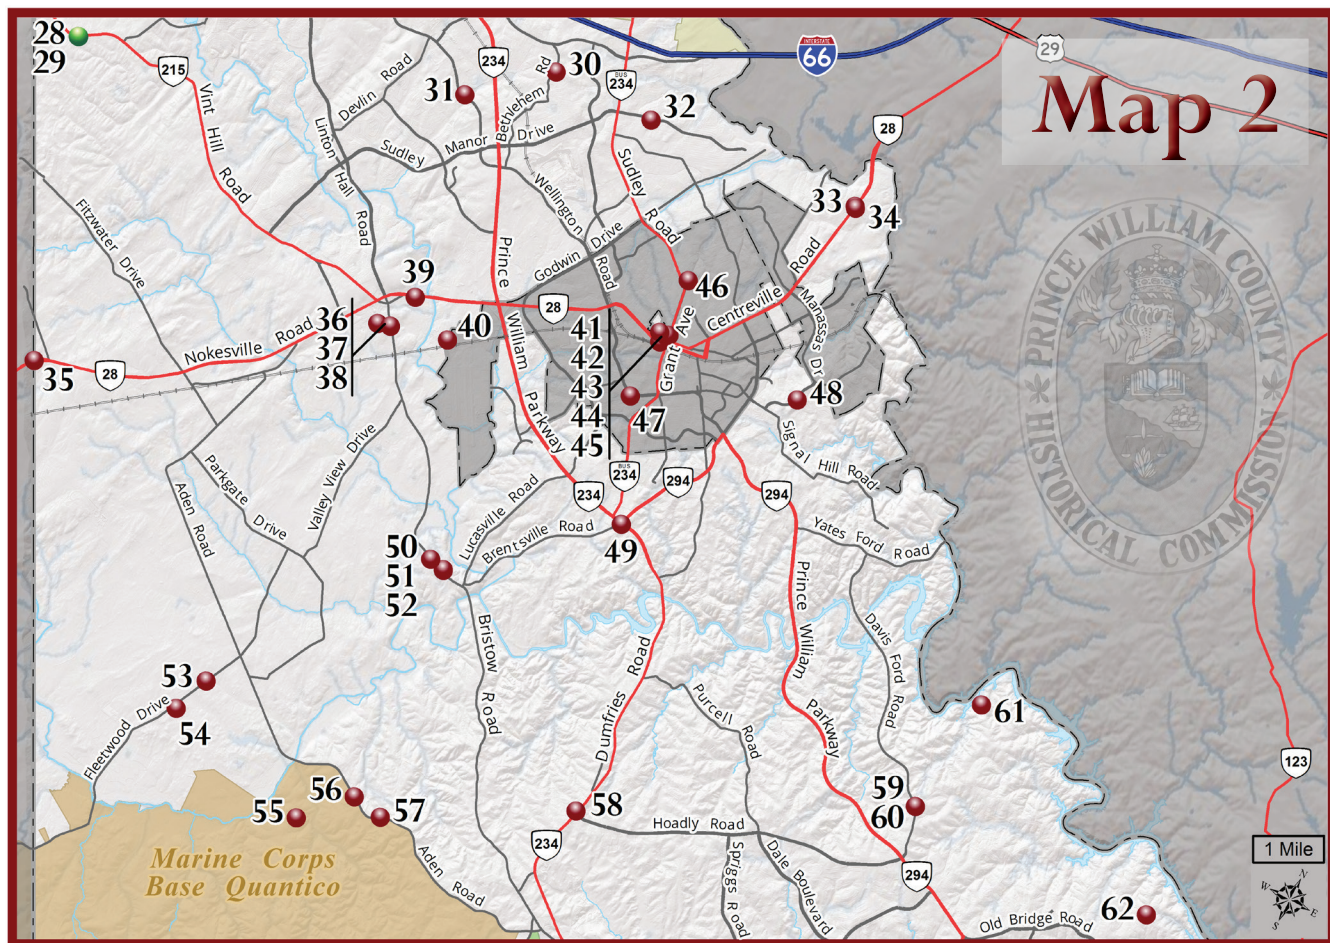 Map 2
28
29
215
Vint Hill Road
Devlin Road
Linton Hall Road
31
234
Bethlehem Rd
30
BUS
234
32
INTERSTATE
66
29
28
Sudley Manor Drive
Sudley Road
Wellington Road
33
34
Fitzwater Drive
Prince William Parkway
Godwin Drive
PRINCE WILLIAM COUNTY
HISTORICAL COMMISSION
39
46
28
Centreville Road
Manassas Dr
36
37
38
40
41
42
43
44
45
Grant Ave
Nokesville Road
35
28
47
48
Signal Hill Road
Parkgate Drive
Valley View Drive
Aden Road
Lucasville Road
Brentsville Road
234
BUS
234
294
294
49
Yates Ford Road
50
51
52
Prince William Parkway
Davis Ford Road
Bristow Road
Dumfries Road
Purcell Road
53
54
Fleetwood Drive
61
123
55
56
57
58
59
60
Hoadly Road
234
Marine Corps
Base Quantico
Aden Road
Spriggs Road
Dale Boulevard
294
Old Bridge Road
62
1 Mile
N
W
E
S